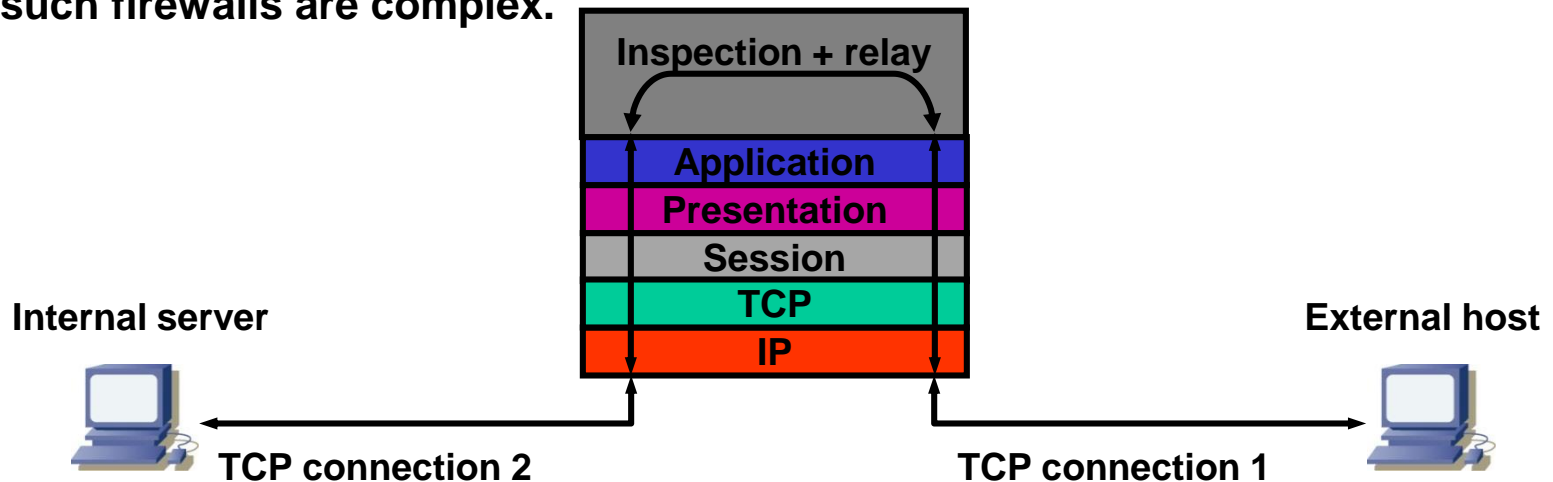 such firewalls are complex.
Inspection + relay
Application
Presentation
Session
TCP
IP
Internal server
External host
TCP connection 2
TCP connection 1